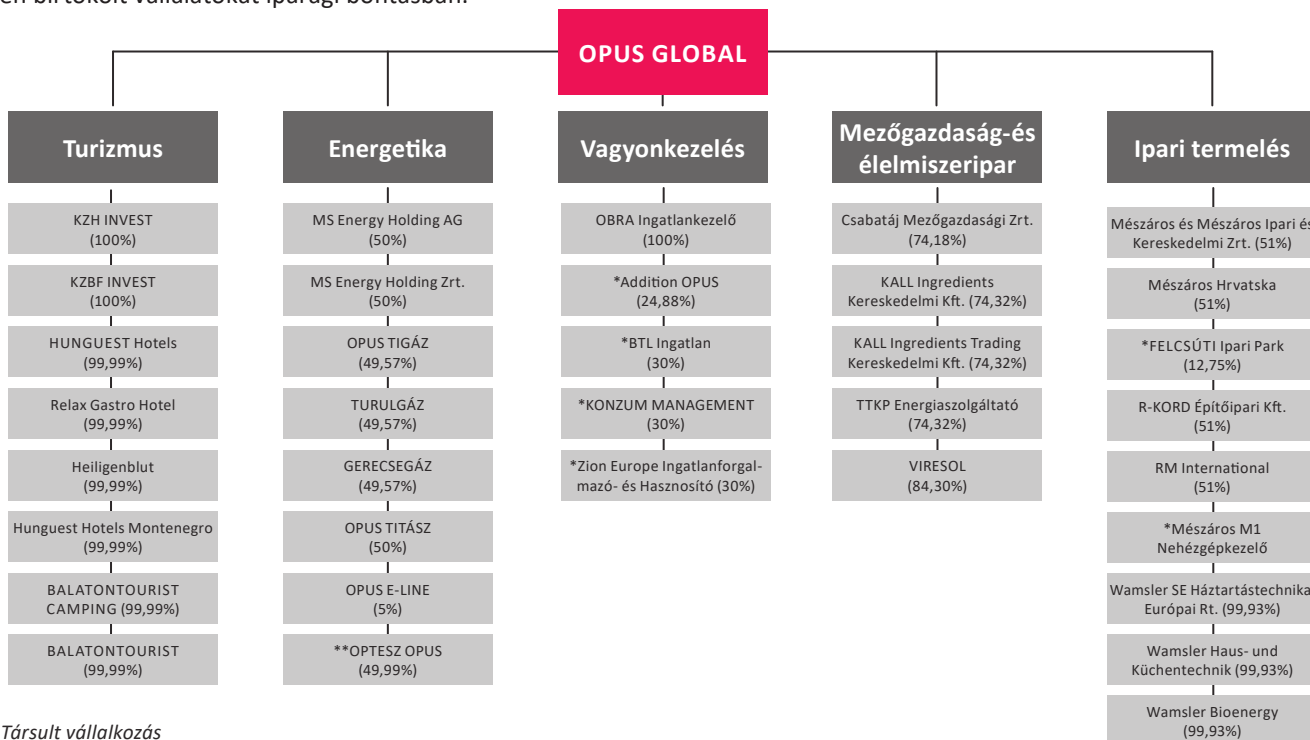 birtokolt vállalatokat iparági bontásban:
OPUS GLOBAL
Turizmus
KZH INVEST
(100%)
KZBF INVEST
(100%)
HUNGUEST Hotels
(99,99%)
Relax Gastro Hotel
(99,99%)
Heiligenblut
(99,99%)
Hunguest Hotels Montenegro
(99,99%)
BALATONTOURIST
CAMPING (99,99%)
BALATONTOURIST
(99,99%)
Energetika
MS Energy Holding AG
(50%)
MS Energy Holding Zrt.
(50%)
OPUS TIGÁZ
(49,57%)
TURULGÁZ
(49,57%)
GERECSEGÁZ
(49,57%)
OPUS TITÁSZ
(50%)
OPUS E-LINE
(5%)
**OPTESZ OPUS
(49,99%)
Vagyonkezelés
OBRA Ingatlankezelő
(100%)
*Addition OPUS
(24,88%)
*BTL Ingatlan
(30%)
*KONZUM MANAGEMENT
(30%)
*Zion Europe Ingatlanforgal-
mazó- és Hasznosító (30%)
Mezőgazdaság-és
élelmiszeripar
Csabatáj Mezőgazdasági Zrt.
(74,18%)
KALL Ingredients
Kereskedelmi Kft. (74,32%)
KALL Ingredients Trading
Kereskedelmi Kft. (74,32%)
TTKP Energiaszolgáltató
(74,32%)
VIRESOL
(84,30%)
Ipari termelés
Mészáros és Mészáros Ipari és
Kereskedelmi Zrt. (51%)
Mészáros Hrvatska
(51%)
*FELCSÚTI Ipari Park
(12,75%)
R-KORD Építőipari Kft.
(51%)
RM International
(51%)
*Mészáros M1
Nehézgépkezelő
Wamsler SE Háztartástechnikai
Európai Rt. (99,93%)
Wamsler Haus- und
Küchentechnik (99,93%)
Wamsler Bioenergy
(99,93%)
Társult vállalkozás